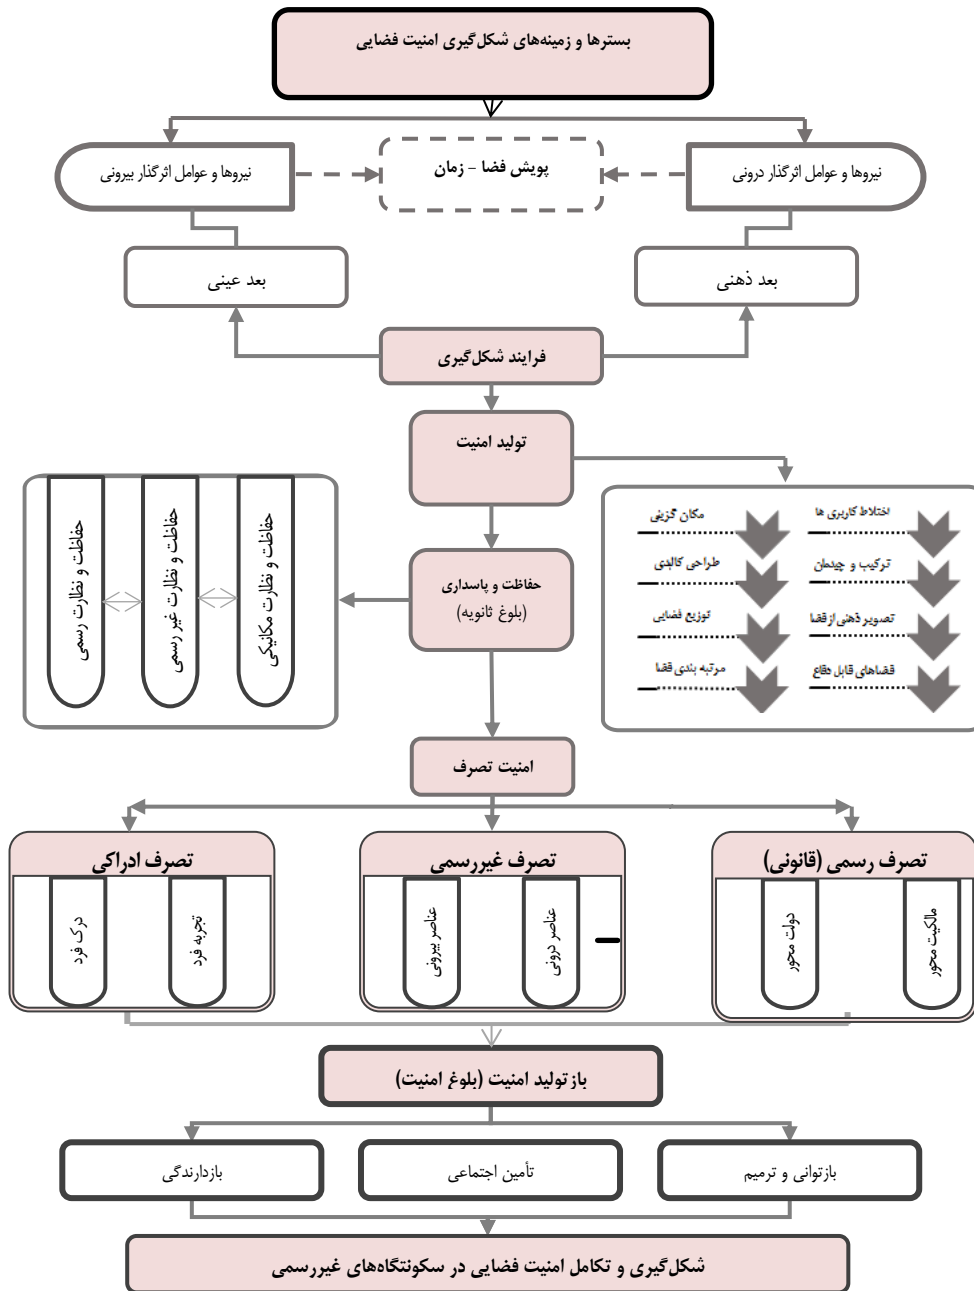 بسترها و زمینه‌های شکل‌گیری امنیت فضایی
نیروها و عوامل اثرگذار درونی
پویش فضا - زمان
نیروها و عوامل اثرگذار بیرونی
بعد ذهنی
بعد عینی
فرایند شکل‌گیری
تولید امنیت
اختلاط کاربری ها
مکان گزینی
ترکیب و چیدمان
طراحی کالبدی
تصویر ذهنی از فضا
توزیع فضایی
فضاهای قابل دفاع
مرتبه بندی فضا
حفاظت و پاسداری
(بلوغ ثانویه)
حفاظت و نظارت مکانیکی
حفاظت و نظارت غیر رسمی
حفاظت و نظارت رسمی
امنیت تصرف
تصرف رسمی (قانونی)
مالکیت محور
دولت محور
تصرف غیررسمی
عناصر درونی
عناصر بیرونی
تصرف ادراکی
تجربه فرد
درک فرد
بازتولید امنیت (بلوغ امنیت)
بازتوانی و ترمیم
تأمین اجتماعی
بازدارندگی
شکل‌گیری و تکامل امنیت فضایی در سکونتگاه‌های غیررسمی